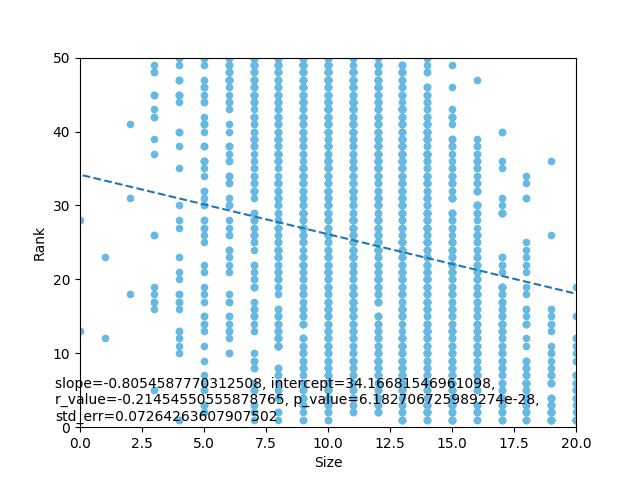 50
40
30
20
10
0
Rank
slope=-0.8054587770312508, intercept=34.16681546961098,
r_value=-0.21454550555878765, p_value=6.182706725989274e-28,
std_err=0.07264263607907502
0.0 2.5 5.0 7.5 10.0 12.5 15.0 17.5 20.0
Size